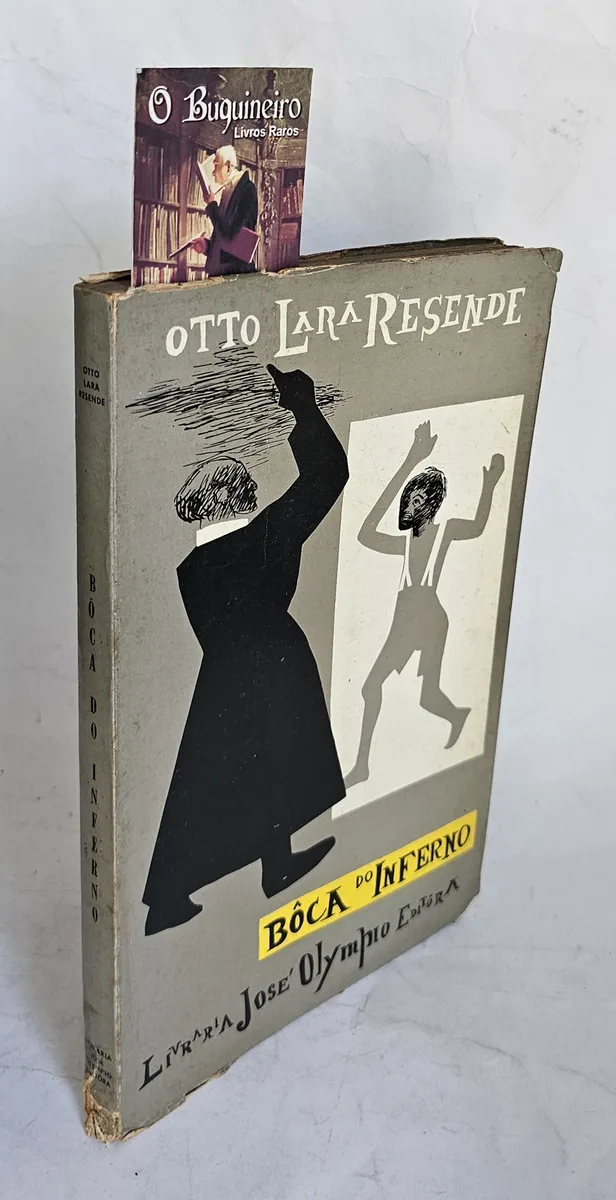 O Buquineiro
Livros Raros
OTTO LARA RESENDE
BÔCA DO INFERNO
LIVRARIA JOSÉ OLYMPIO EDITÔRA
OTTO
LARA
RESENDE
BÔCA DO INFERNO